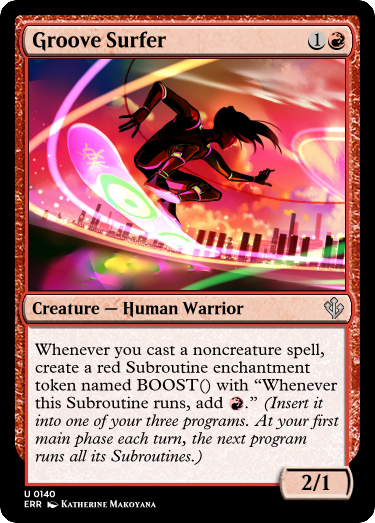 Groove Surfer 1
Creature — Human Warrior
Whenever you cast a noncreature spell,
create a red Subroutine enchantment
token named BOOST() with “Whenever
this Subroutine runs, add .” (Insert it
into one of your three programs. At your first
main phase each turn, the next program
runs all its Subroutines.)
2/1
U 0140
ERR Katherine Makoyana